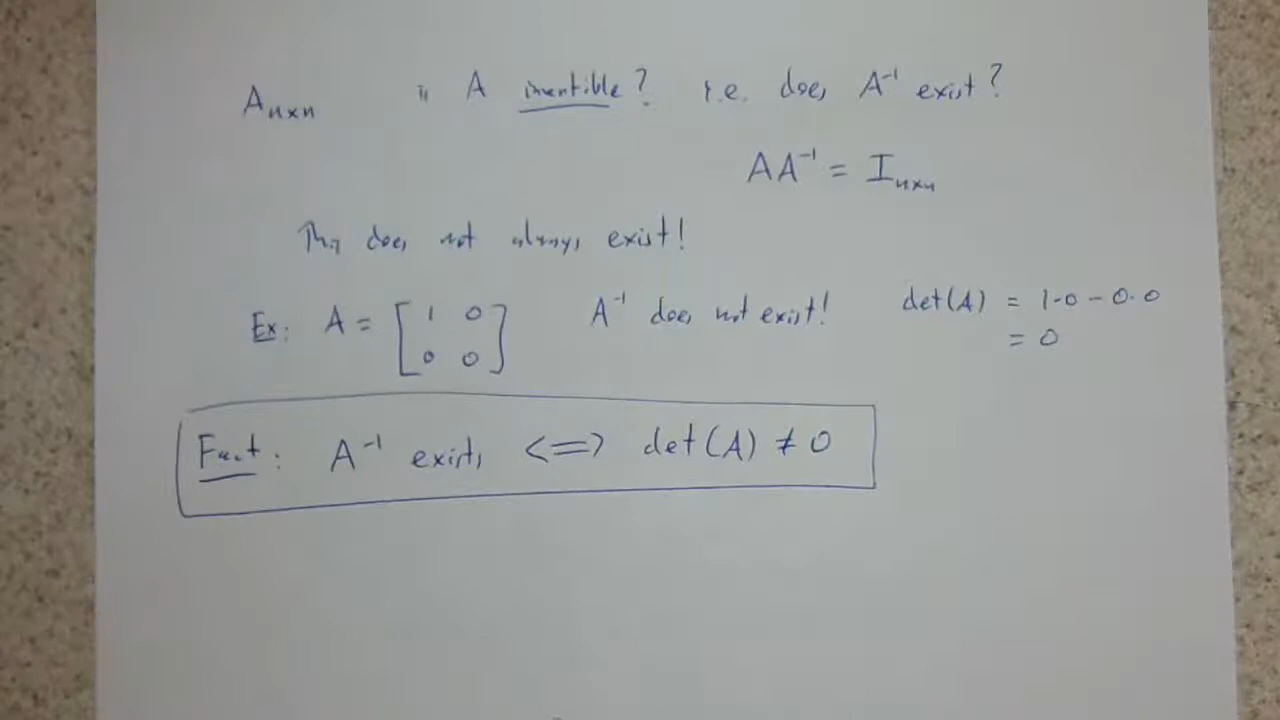 Aₙₓₙ is A invertible? i.e. does A⁻¹ exist?
AA⁻¹ = Iₙₓₙ
This does not always exist!
Ex: A = [1 0
0 0] A⁻¹ does not exist! det(A) = 1·0 - 0·0
= 0
Fact: A⁻¹ exists <=> det(A) ≠ 0